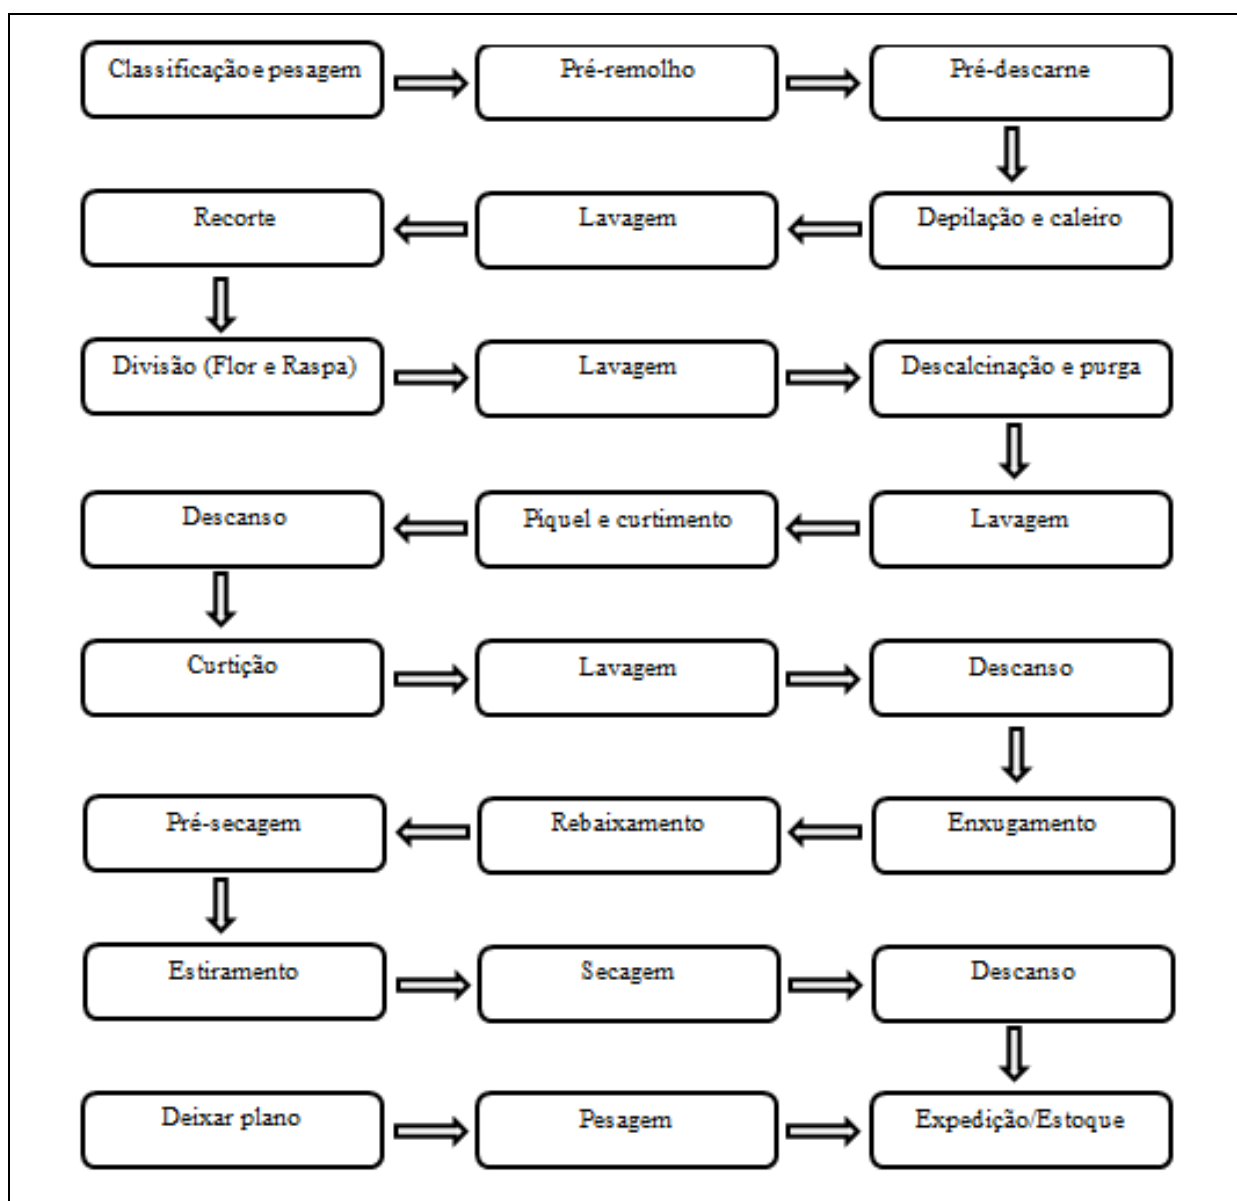 Classificação e pesagem
Pré-remolho
Pré-descarne
Depilação e caleiro
Lavagem
Recorte
Divisão (Flor e Raspa)
Lavagem
Descalcinação e purga
Lavagem
Piquel e curtimento
Descanso
Curtição
Lavagem
Descanso
Enxugamento
Rebaixamento
Pré-secagem
Estiramento
Secagem
Descanso
Deixar plano
Pesagem
Expedição/Estoque